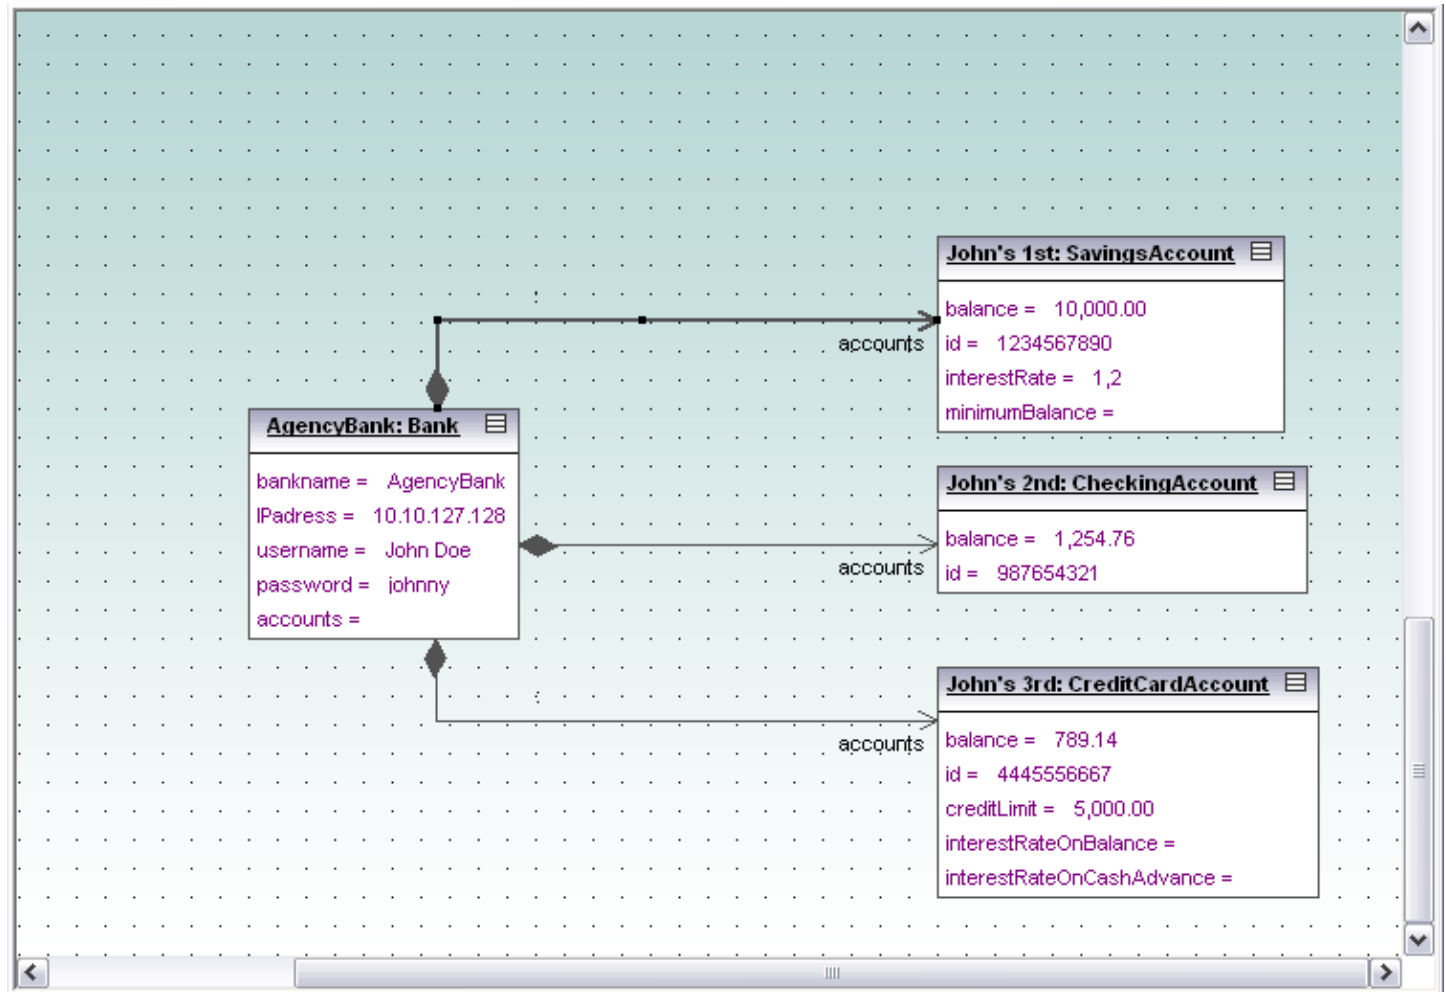 John's 1st: SavingsAccount
balance = 10,000.00
id = 1234567890
interestRate = 1,2
minimumBalance =
accounts
AgencyBank: Bank
bankname = AgencyBank
IPadress = 10.10.127.128
username = John Doe
password = johnny
accounts =
John's 2nd: CheckingAccount
balance = 1,254.76
id = 987654321
accounts
John's 3rd: CreditCardAccount
balance = 789.14
id = 4445556667
creditLimit = 5,000.00
interestRateOnBalance =
interestRateOnCashAdvance =
accounts